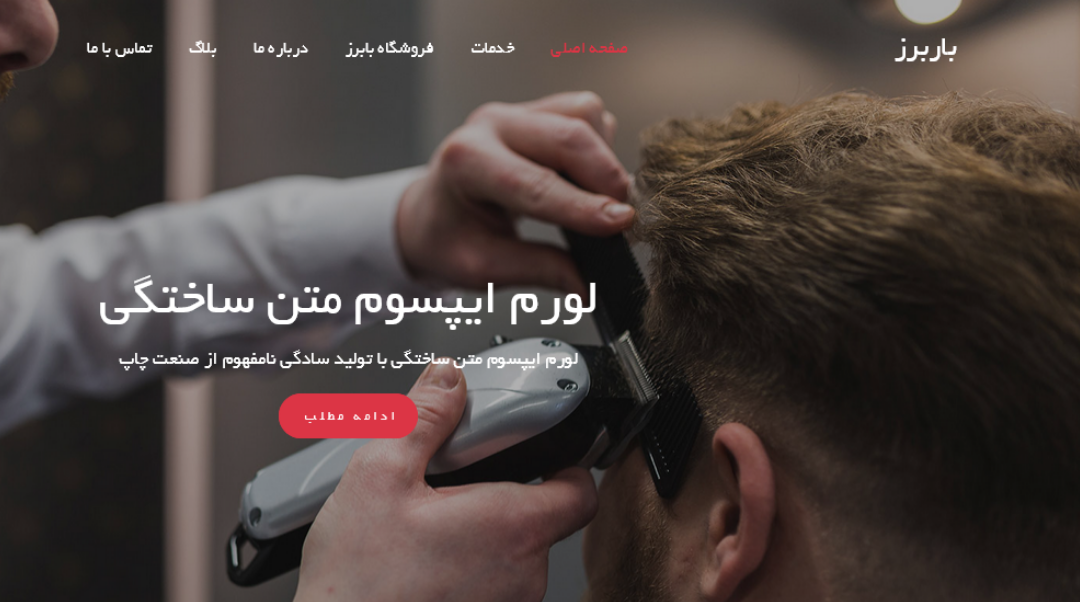 باربرز
صفحه اصلی خدمات فروشگاه بابرز درباره ما بلاگ تماس با ما
لورم ایپسوم متن ساختگی
لورم ایپسوم متن ساختگی با تولید سادگی نامفهوم از صنعت چاپ
ادامه مطلب